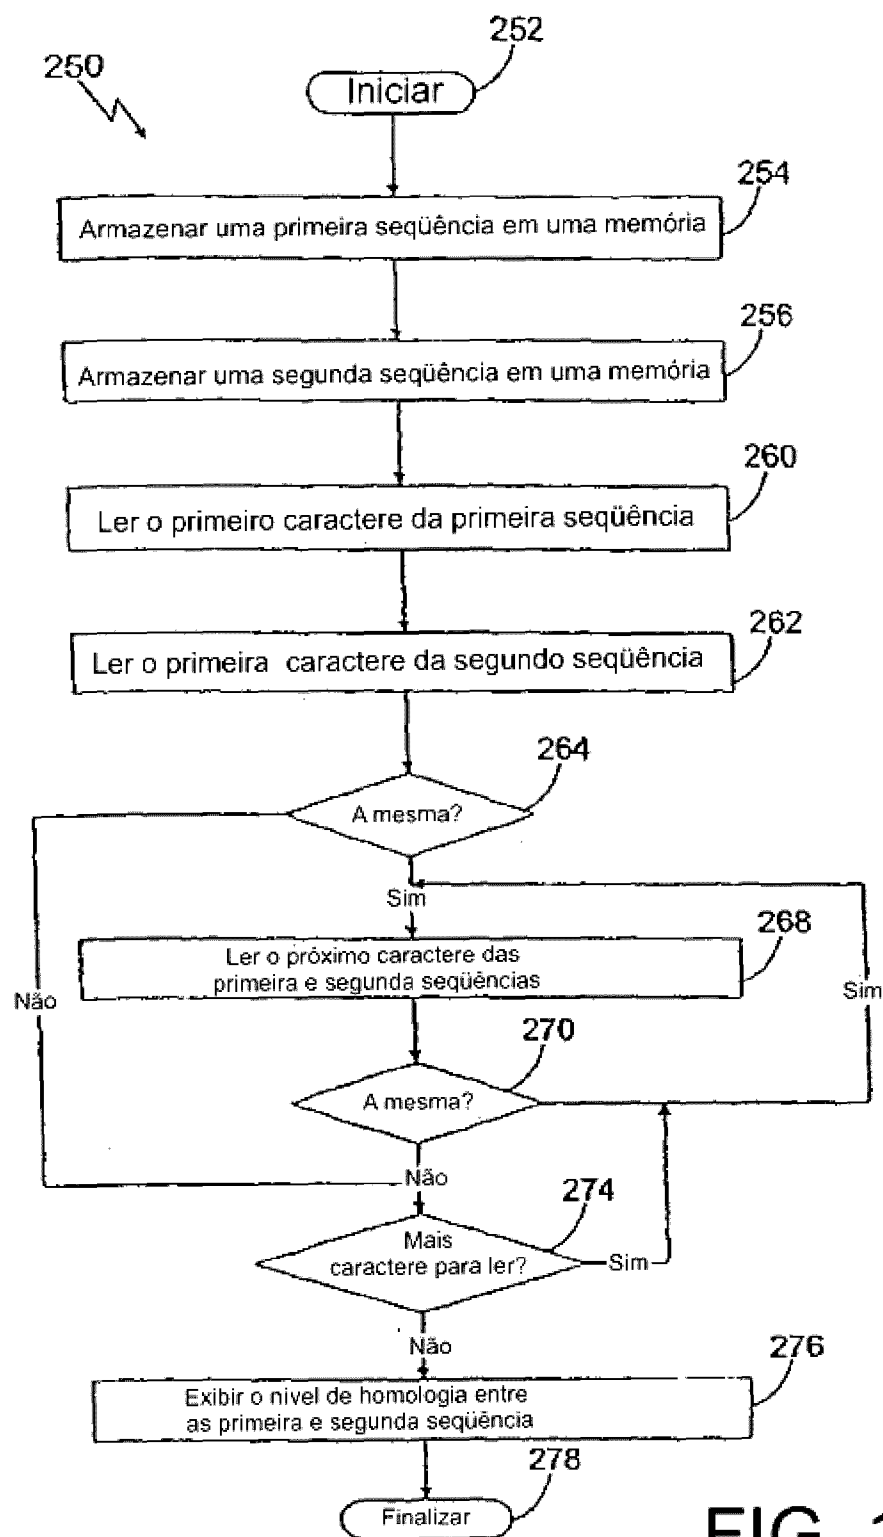 252
250
Iniciar
254
Armazenar uma primeira seqüência em uma memória
256
Armazenar uma segunda seqüência em uma memória
260
Ler o primeiro caractere da primeira seqüência
262
Ler o primeira caractere da segundo seqüência
264
A mesma?
Sim
268
Ler o próximo caractere das
primeira e segunda seqüências
Não
Sim
270
A mesma?
Não
274
Mais
caractere para ler?
Sim
Não
276
Exibir o nivel de homologia entre
as primeira e segunda seqüência
278
Finalizar
FIG.